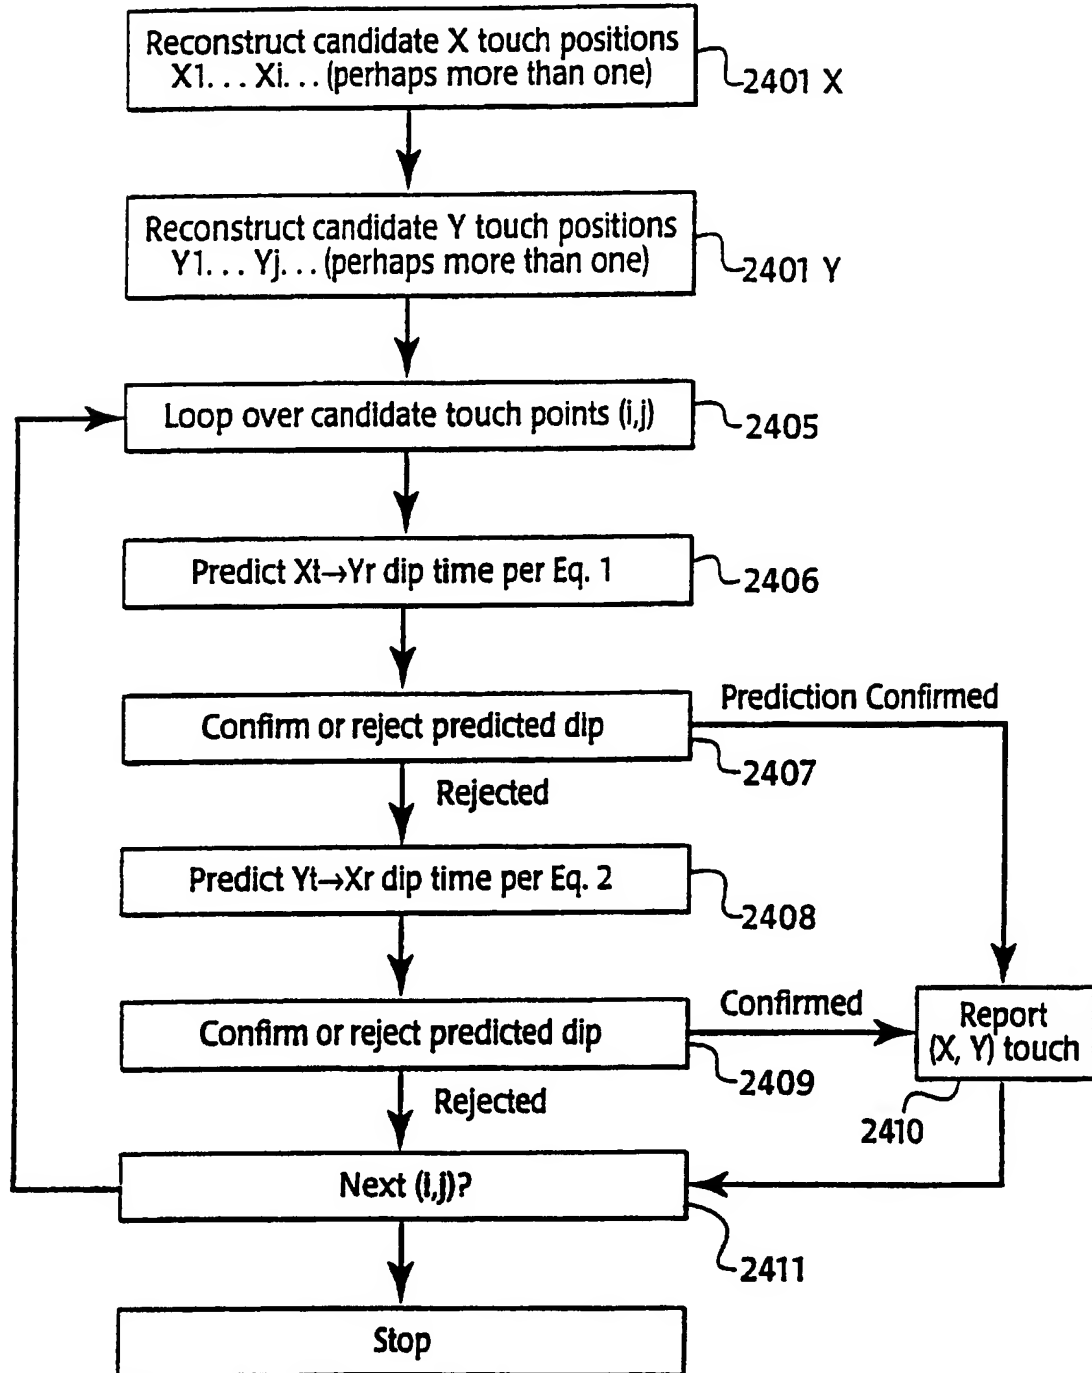 Reconstruct candidate X touch positions
X1. . . Xi. . . (perhaps more than one)
2401 X
Reconstruct candidate Y touch positions
Y1. . . Yj. . . (perhaps more than one)
2401 Y
Loop over candidate touch points (i,j)
2405
Predict Xt→Yr dip time per Eq. 1
2406
Prediction Confirmed
Confirm or reject predicted dip
2407
Rejected
Predict Yt→Xr dip time per Eq. 2
2408
Confirmed
Confirm or reject predicted dip
2409
Report
(X, Y) touch
2410
Rejected
Next (i,j)?
2411
Stop